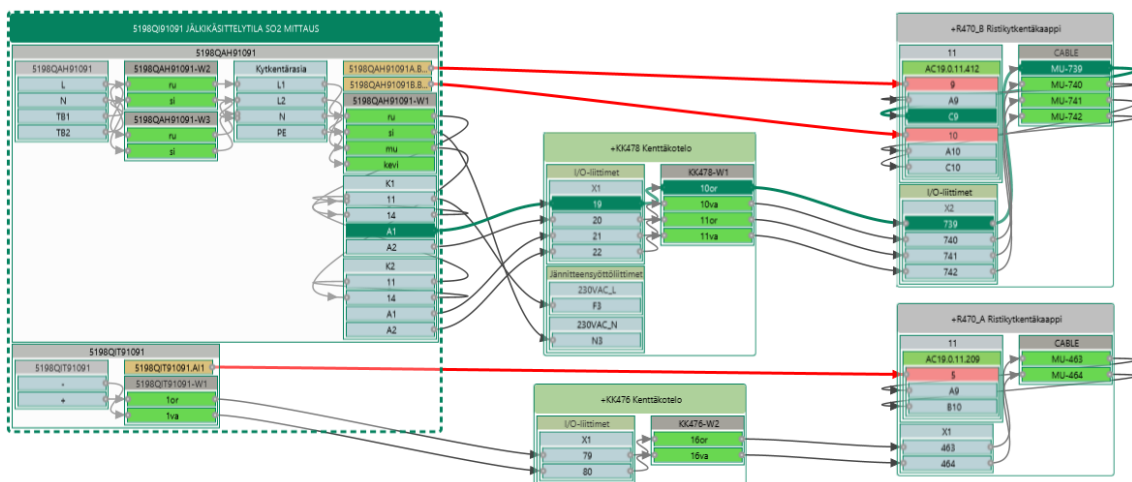 5198QI91091 JÄLKIKÄSITTELYTILA SO2 MITTAUS
5198QAH91091
5198QAH91091
L
N
TB1
TB2
5198QAH91091-W2
ru
si
5198QAH91091-W3
ru
si
Kytkentärasia
L1
L2
N
PE
5198QAH91091A.B...
5198QAH91091B.B...
5198QAH91091-W1
ru
si
mu
kevi
K1
11
14
A1
A2
K2
11
14
A1
A2
5198QIT91091
5198QIT91091
-
+
5198QIT91091.AI1
5198QIT91091-W1
1or
1va
+KK478 Kenttäkotelo
I/O-liittimet
X1
19
20
21
22
KK478-W1
10or
10va
11or
11va
Jännitteensyöttöliittimet
230VAC_L
F3
230VAC_N
N3
+KK476 Kenttäkotelo
I/O-liittimet
X1
79
80
KK476-W2
16or
16va
+R470_B Ristikytkentäkaappi
11
AC19.0.11.412
9
A9
C9
10
A10
C10
CABLE
MU-739
MU-740
MU-741
MU-742
I/O-liittimet
X2
739
740
741
742
+R470_A Ristikytkentäkaappi
11
AC19.0.11.209
5
A9
B10
CABLE
MU-463
MU-464
X1
463
464